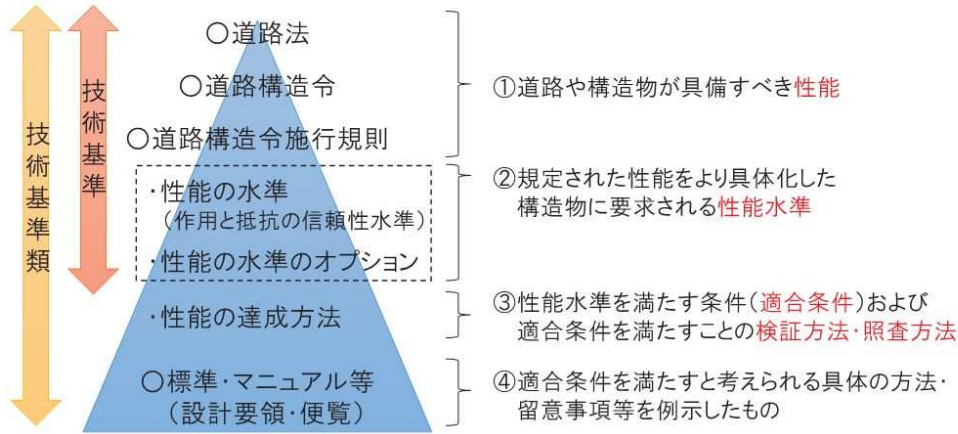 技術基準類
技術基準
○道路法
○道路構造令
○道路構造令施行規則
・性能の水準
（作用と抵抗の信頼性水準）
・性能の水準のオプション
・性能の達成方法
○標準・マニュアル等
（設計要領・便覧）
①道路や構造物が具備すべき性能
②規定された性能をより具体化した
構造物に要求される性能水準
③性能水準を満たす条件（適合条件）および
適合条件を満たすことの検証方法・照査方法
④適合条件を満たすと考えられる具体の方法・
留意事項等を例示したもの